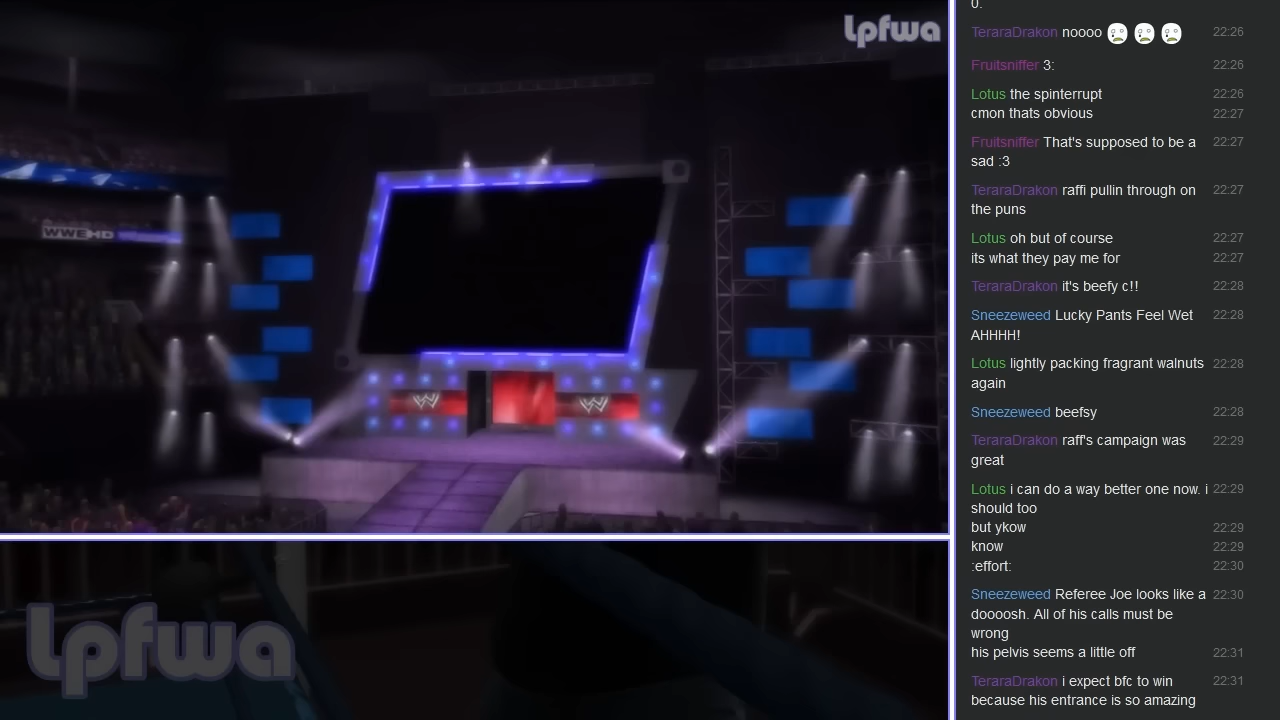 Lpfwa
WWE HD
W
W
Lpfwa
0.
TeraraDrakon noooo 22:26
Fruitsniffer 3: 22:26
Lotus the spinterrupt 22:26
cmon thats obvious 22:27
Fruitsniffer That's supposed to be a 22:27
sad :3
TeraraDrakon raffi pullin through on 22:27
the puns
Lotus oh but of course 22:27
its what they pay me for 22:27
TeraraDrakon it's beefy c!! 22:28
Sneezeweed Lucky Pants Feel Wet 22:28
AHHHH!
Lotus lightly packing fragrant walnuts 22:28
again
Sneezeweed beefsy 22:28
TeraraDrakon raff's campaign was 22:29
great
Lotus i can do a way better one now. i 22:29
should too
but ykow 22:29
know 22:29
:effort: 22:30
Sneezeweed Referee Joe looks like a 22:30
doooosh. All of his calls must be
wrong
his pelvis seems a little off 22:31
TeraraDrakon i expect bfc to win 22:31
because his entrance is so amazing